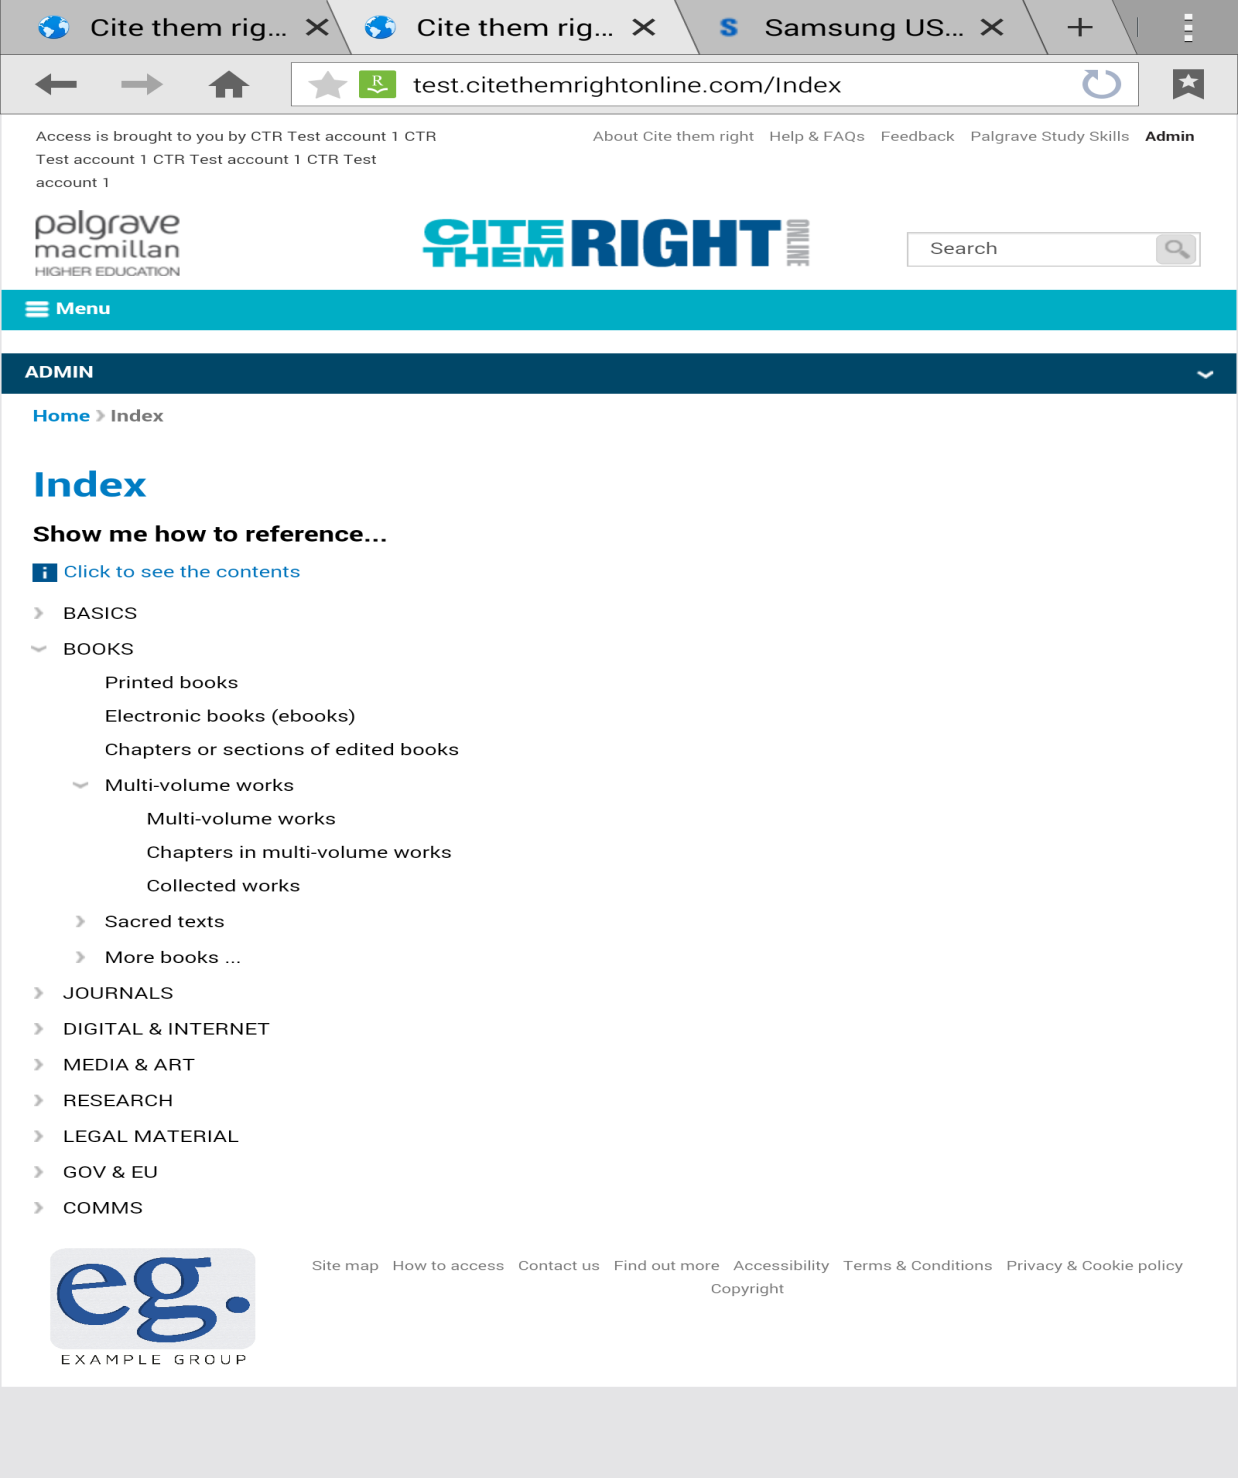 Cite them rig... Cite them rig... S Samsung US...
R test.citethemrightonline.com/Index
Access is brought to you by CTR Test account 1 CTR
Test account 1 CTR Test account 1 CTR Test
account 1
About Cite them right Help & FAQs Feedback Palgrave Study Skills Admin
palgrave
macmillan
HIGHER EDUCATION
CITE THEM RIGHT ONLINE
Search
Menu
ADMIN
Home Index
Index
Show me how to reference...
i Click to see the contents
BASICS
BOOKS
Printed books
Electronic books (ebooks)
Chapters or sections of edited books
Multi-volume works
Multi-volume works
Chapters in multi-volume works
Collected works
Sacred texts
More books ...
JOURNALS
DIGITAL & INTERNET
MEDIA & ART
RESEARCH
LEGAL MATERIAL
GOV & EU
COMMS
eg.
EXAMPLE GROUP
Site map How to access Contact us Find out more Accessibility Terms & Conditions Privacy & Cookie policy
Copyright